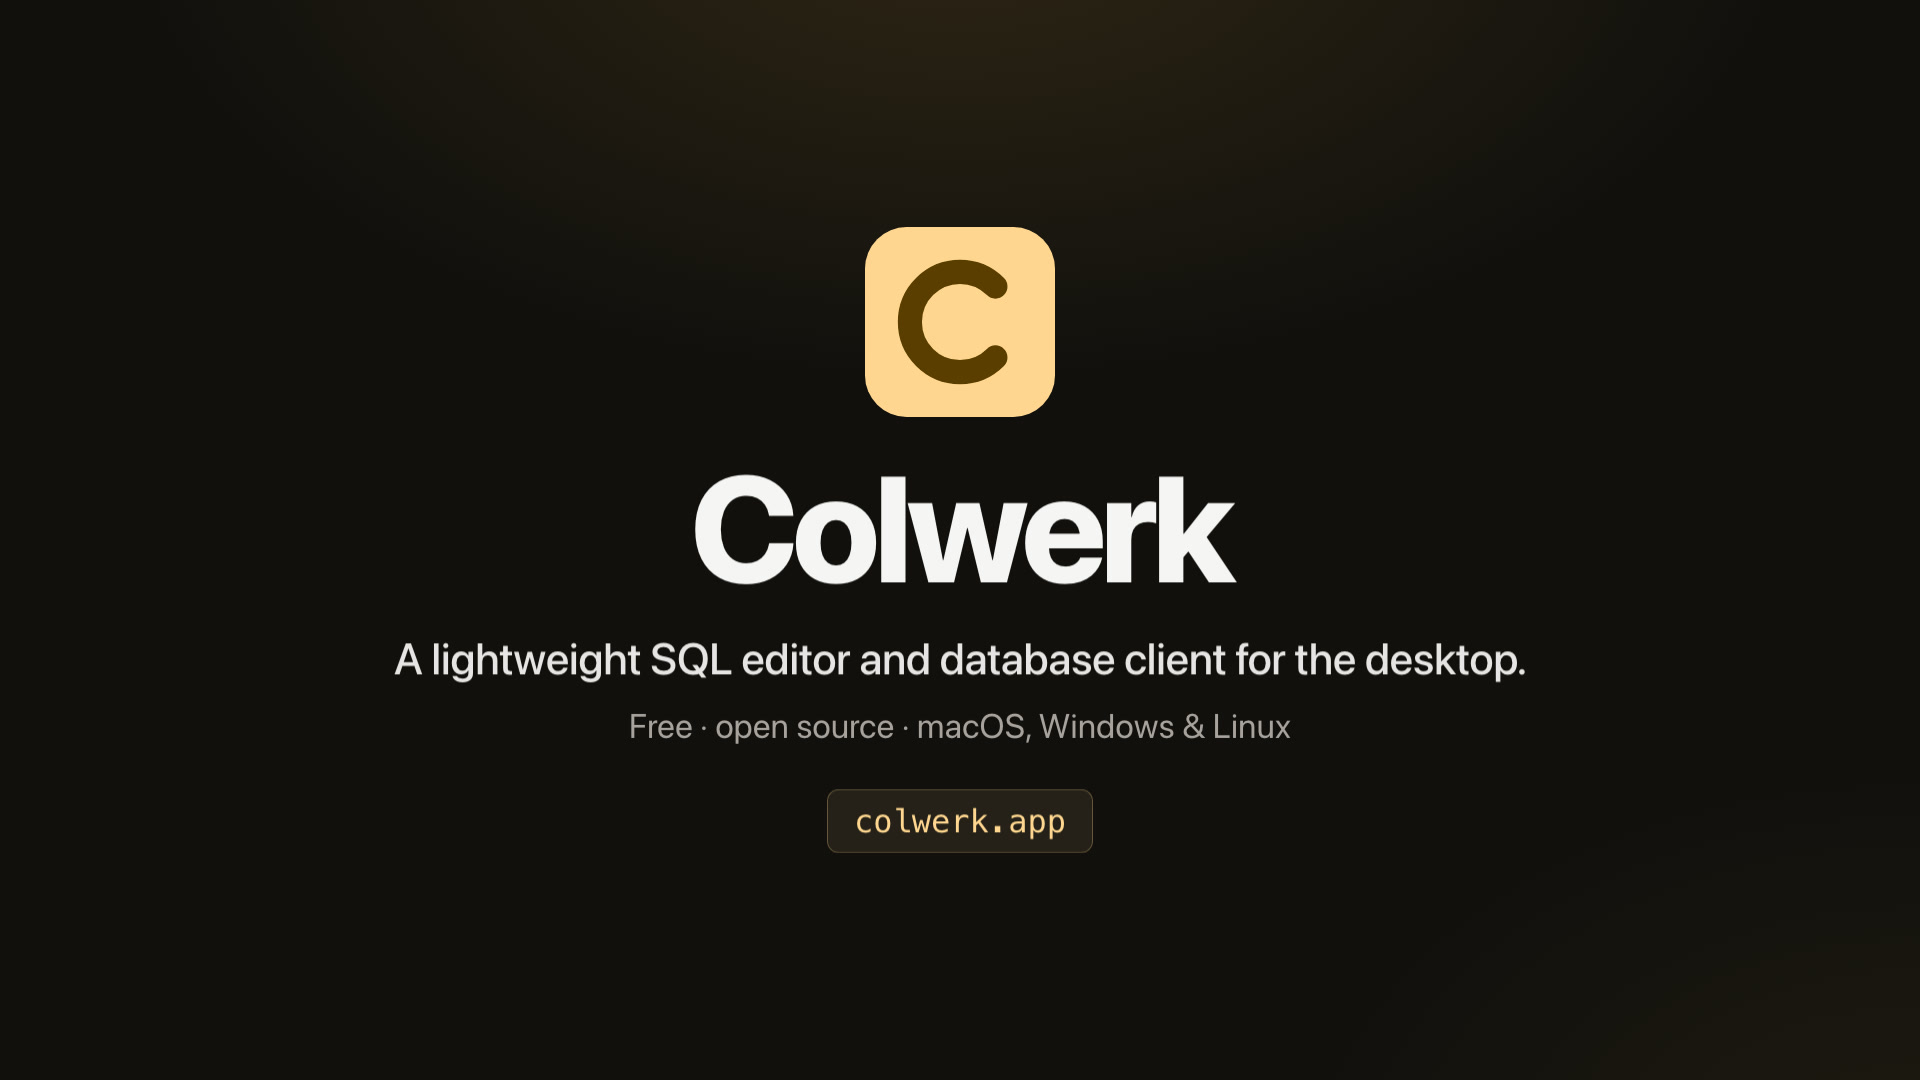 C
Colwerk
A lightweight SQL editor and database client for the desktop.
Free · open source · macOS, Windows & Linux
colwerk.app